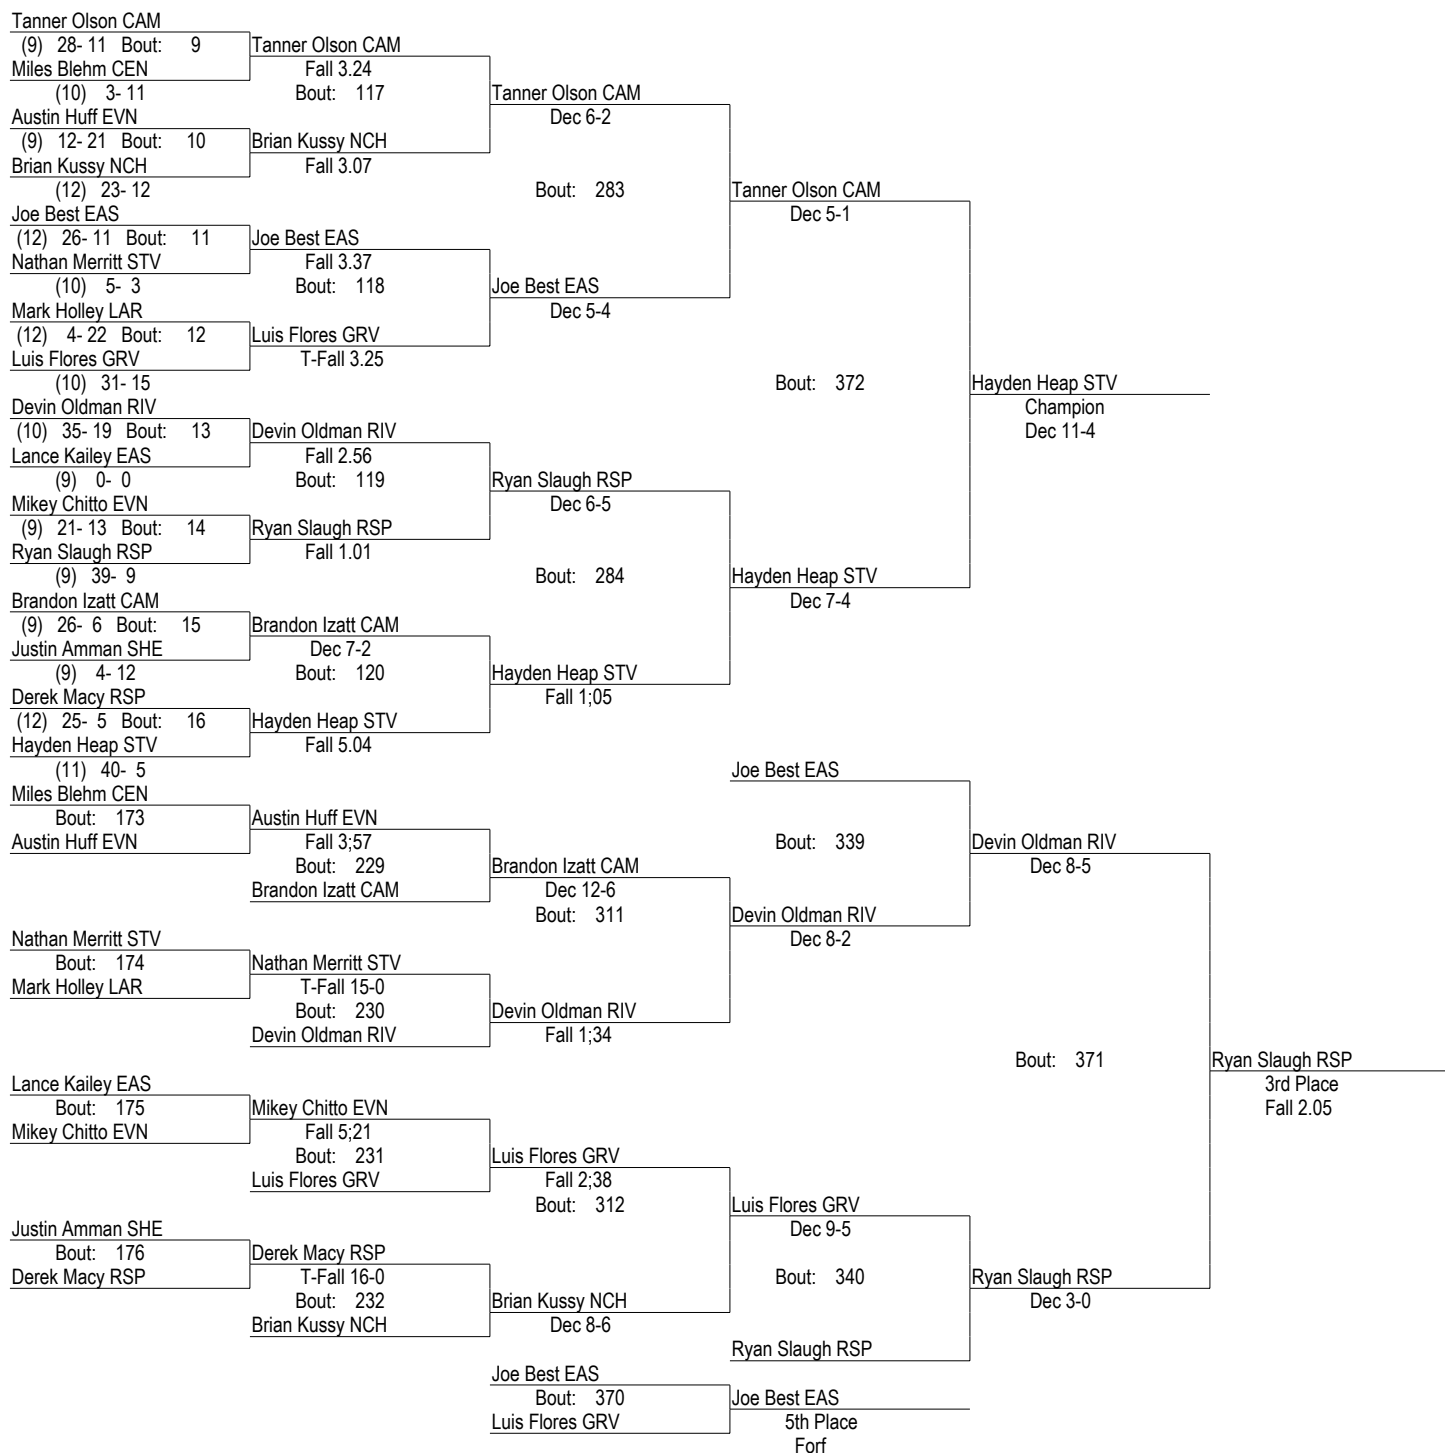 Tanner Olson CAM
(9) 28- 11 Bout: 9 Tanner Olson CAM
Miles Blehm CEN Fall 3.24
(10) 3- 11 Bout: 117 Tanner Olson CAM
Austin Huff EVN Dec 6-2
(9) 12- 21 Bout: 10 Brian Kussy NCH
Brian Kussy NCH Fall 3.07
(12) 23- 12 Bout: 283 Tanner Olson CAM
Joe Best EAS Dec 5-1
(12) 26- 11 Bout: 11 Joe Best EAS
Nathan Merritt STV Fall 3.37
(10) 5- 3 Bout: 118 Joe Best EAS
Mark Holley LAR Dec 5-4
(12) 4- 22 Bout: 12 Luis Flores GRV
Luis Flores GRV T-Fall 3.25
(10) 31- 15 Bout: 372 Hayden Heap STV
Devin Oldman RIV Champion
(10) 35- 19 Bout: 13 Devin Oldman RIV Dec 11-4
Lance Kailey EAS Fall 2.56
(9) 0- 0 Bout: 119 Ryan Slaugh RSP
Mikey Chitto EVN Dec 6-5
(9) 21- 13 Bout: 14 Ryan Slaugh RSP
Ryan Slaugh RSP Fall 1.01
(9) 39- 9 Bout: 284 Hayden Heap STV
Brandon Izatt CAM Dec 7-4
(9) 26- 6 Bout: 15 Brandon Izatt CAM
Justin Amman SHE Dec 7-2
(9) 4- 12 Bout: 120 Hayden Heap STV
Derek Macy RSP Fall 1;05
(12) 25- 5 Bout: 16 Hayden Heap STV
Hayden Heap STV Fall 5.04
(11) 40- 5 Joe Best EAS
Miles Blehm CEN
Bout: 173 Austin Huff EVN
Austin Huff EVN Fall 3;57 Bout: 339 Devin Oldman RIV
Bout: 229 Brandon Izatt CAM Dec 8-5
Brandon Izatt CAM Dec 12-6
Bout: 311 Devin Oldman RIV
Nathan Merritt STV Dec 8-2
Bout: 174 Nathan Merritt STV
Mark Holley LAR T-Fall 15-0
Bout: 230 Devin Oldman RIV
Devin Oldman RIV Fall 1;34
Bout: 371 Ryan Slaugh RSP
Lance Kailey EAS 3rd Place
Bout: 175 Mikey Chitto EVN Fall 2.05
Mikey Chitto EVN Fall 5;21
Bout: 231 Luis Flores GRV
Luis Flores GRV Fall 2;38
Bout: 312 Luis Flores GRV
Justin Amman SHE Dec 9-5
Bout: 176 Derek Macy RSP
Derek Macy RSP T-Fall 16-0 Bout: 340 Ryan Slaugh RSP
Bout: 232 Brian Kussy NCH Dec 3-0
Brian Kussy NCH Dec 8-6
Ryan Slaugh RSP
Joe Best EAS
Bout: 370 Joe Best EAS
Luis Flores GRV 5th Place
Forf